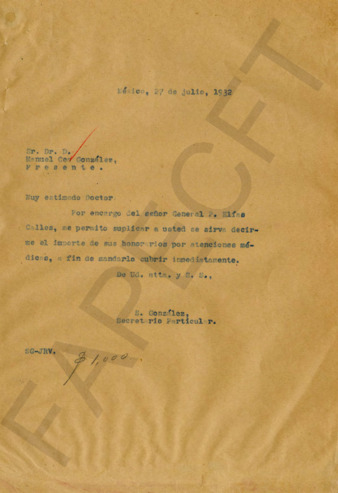 México, 27 de julio, 1932
Sr. Dr. D.
Manuel Cos González,
P r e s e n t e.
Muy estimado Doctor:
Por encargo del señor General P. Elías
Calles, me permito suplicar a usted se sirva decir-
me el importe de sus honorarios por atenciones mé-
dicas, a fin de mandarla cubrir inmediatamente.
De Ud. atto. y S. S.,
S. González,
Secretario Particular.
SG-JRV.
$ 1,000.—
FAPECFT